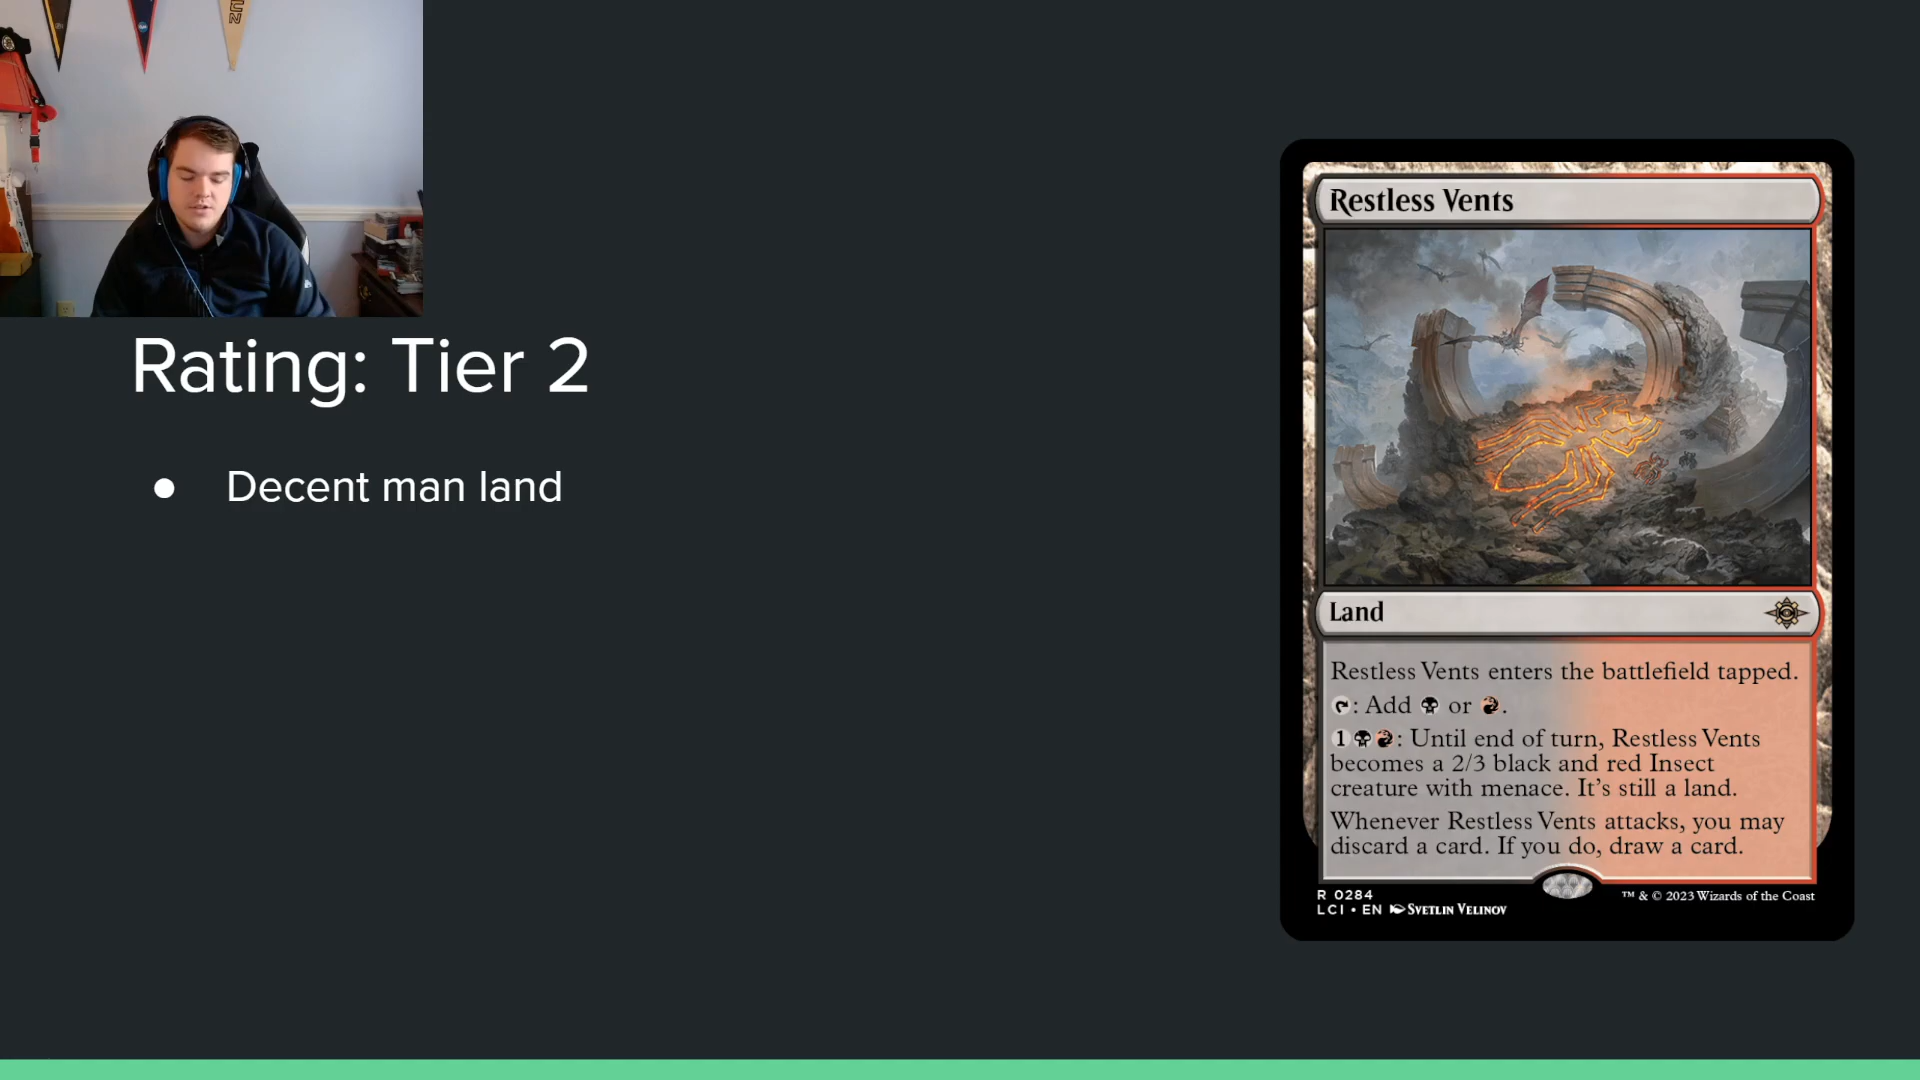 Rating: Tier 2
● Decent man land
Restless Vents
Land
Restless Vents enters the battlefield tapped.
: Add or .
1 : Until end of turn, Restless Vents
becomes a 2/3 black and red Insect
creature with menace. It's still a land.
Whenever Restless Vents attacks, you may
discard a card. If you do, draw a card.
R 0284
LCI • EN SVETLIN VELINOV
™ & © 2023 Wizards of the Coast